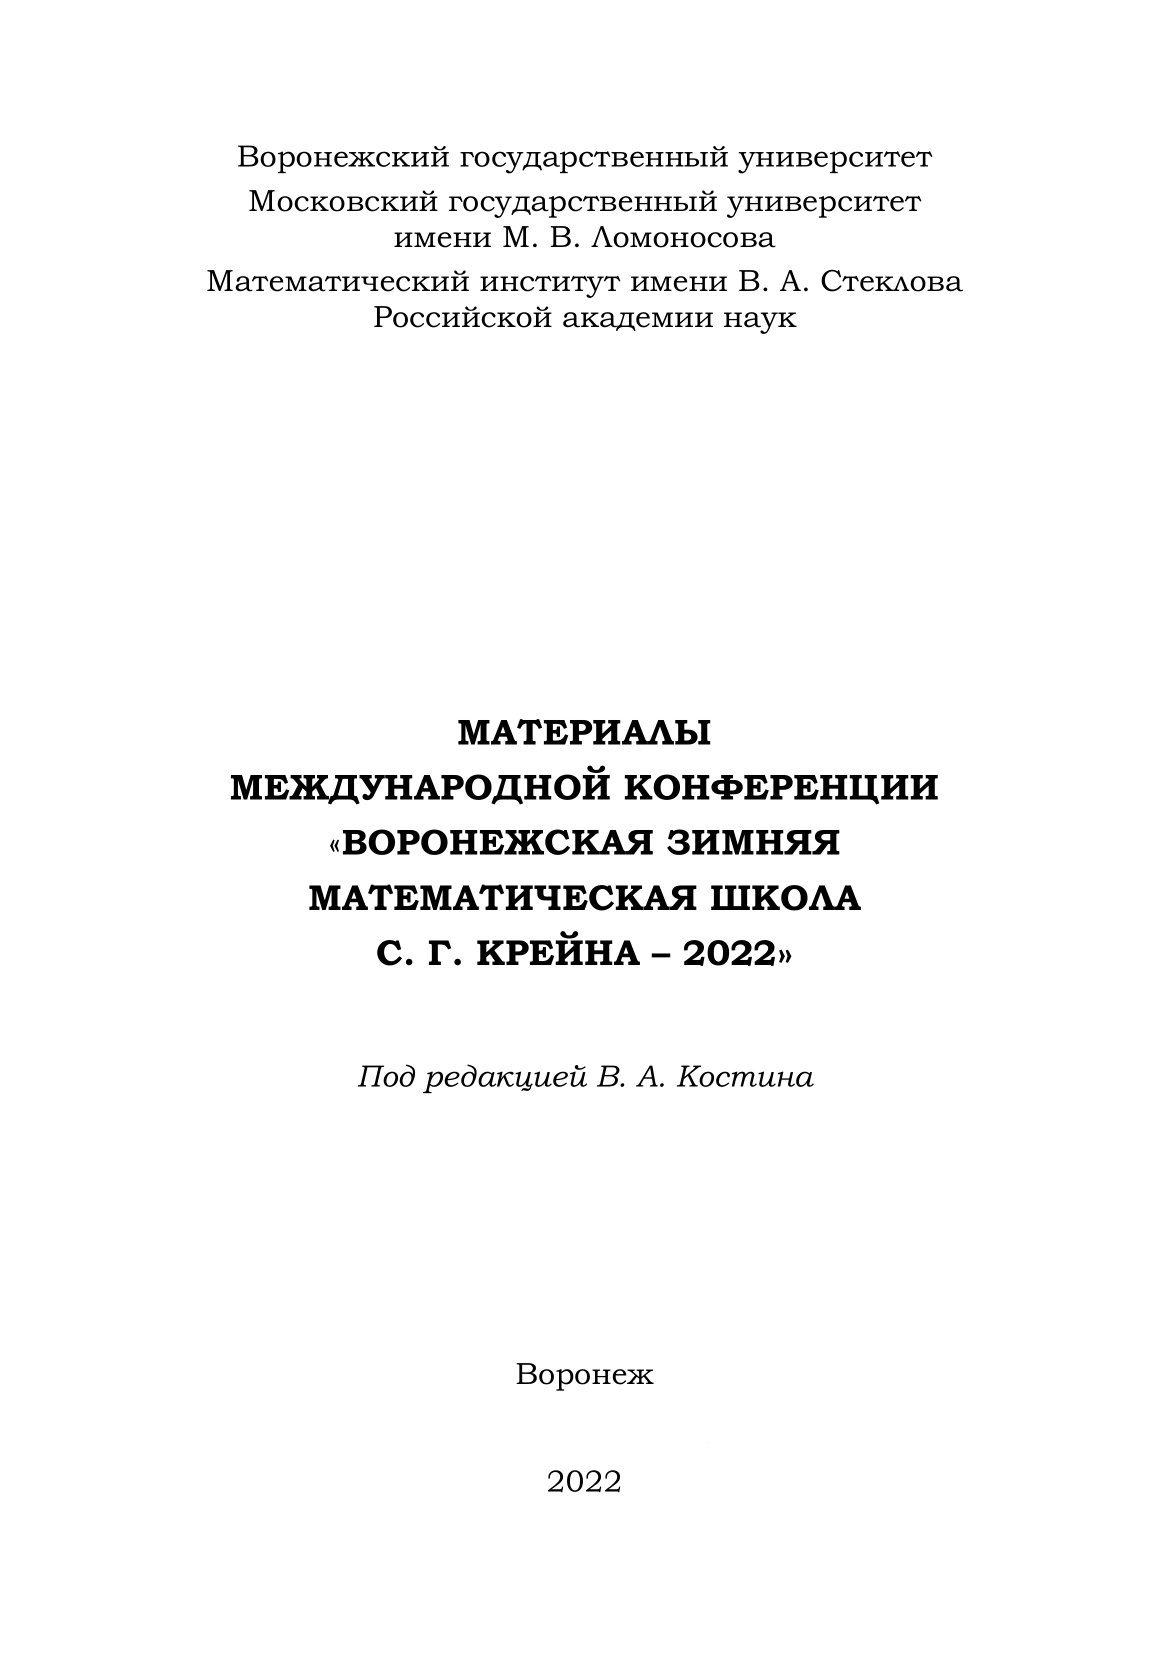 Воронежский государственный университет
Московский государственный университет
имени М. В. Ломоносова
Математический институт имени В. А. Стеклова
Российской академии наук
МАТЕРИАЛЫ
МЕЖДУНАРОДНОЙ КОНФЕРЕНЦИИ
«ВОРОНЕЖСКАЯ ЗИМНЯЯ
МАТЕМАТИЧЕСКАЯ ШКОЛА
С. Г. КРЕЙНА – 2022»
Под редакцией В. А. Костина
Воронеж
2022